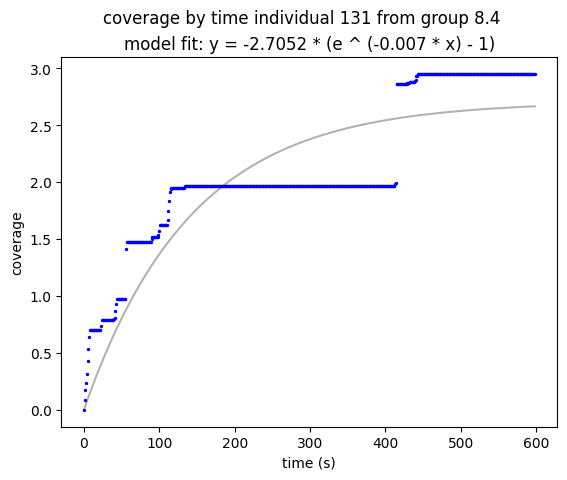 coverage by time individual 131 from group 8.4
model fit: y = -2.7052 * (e ^ (-0.007 * x) - 1)
3.0
2.5
2.0
1.5
1.0
0.5
0.0
coverage
0 100 200 300 400 500 600
time (s)